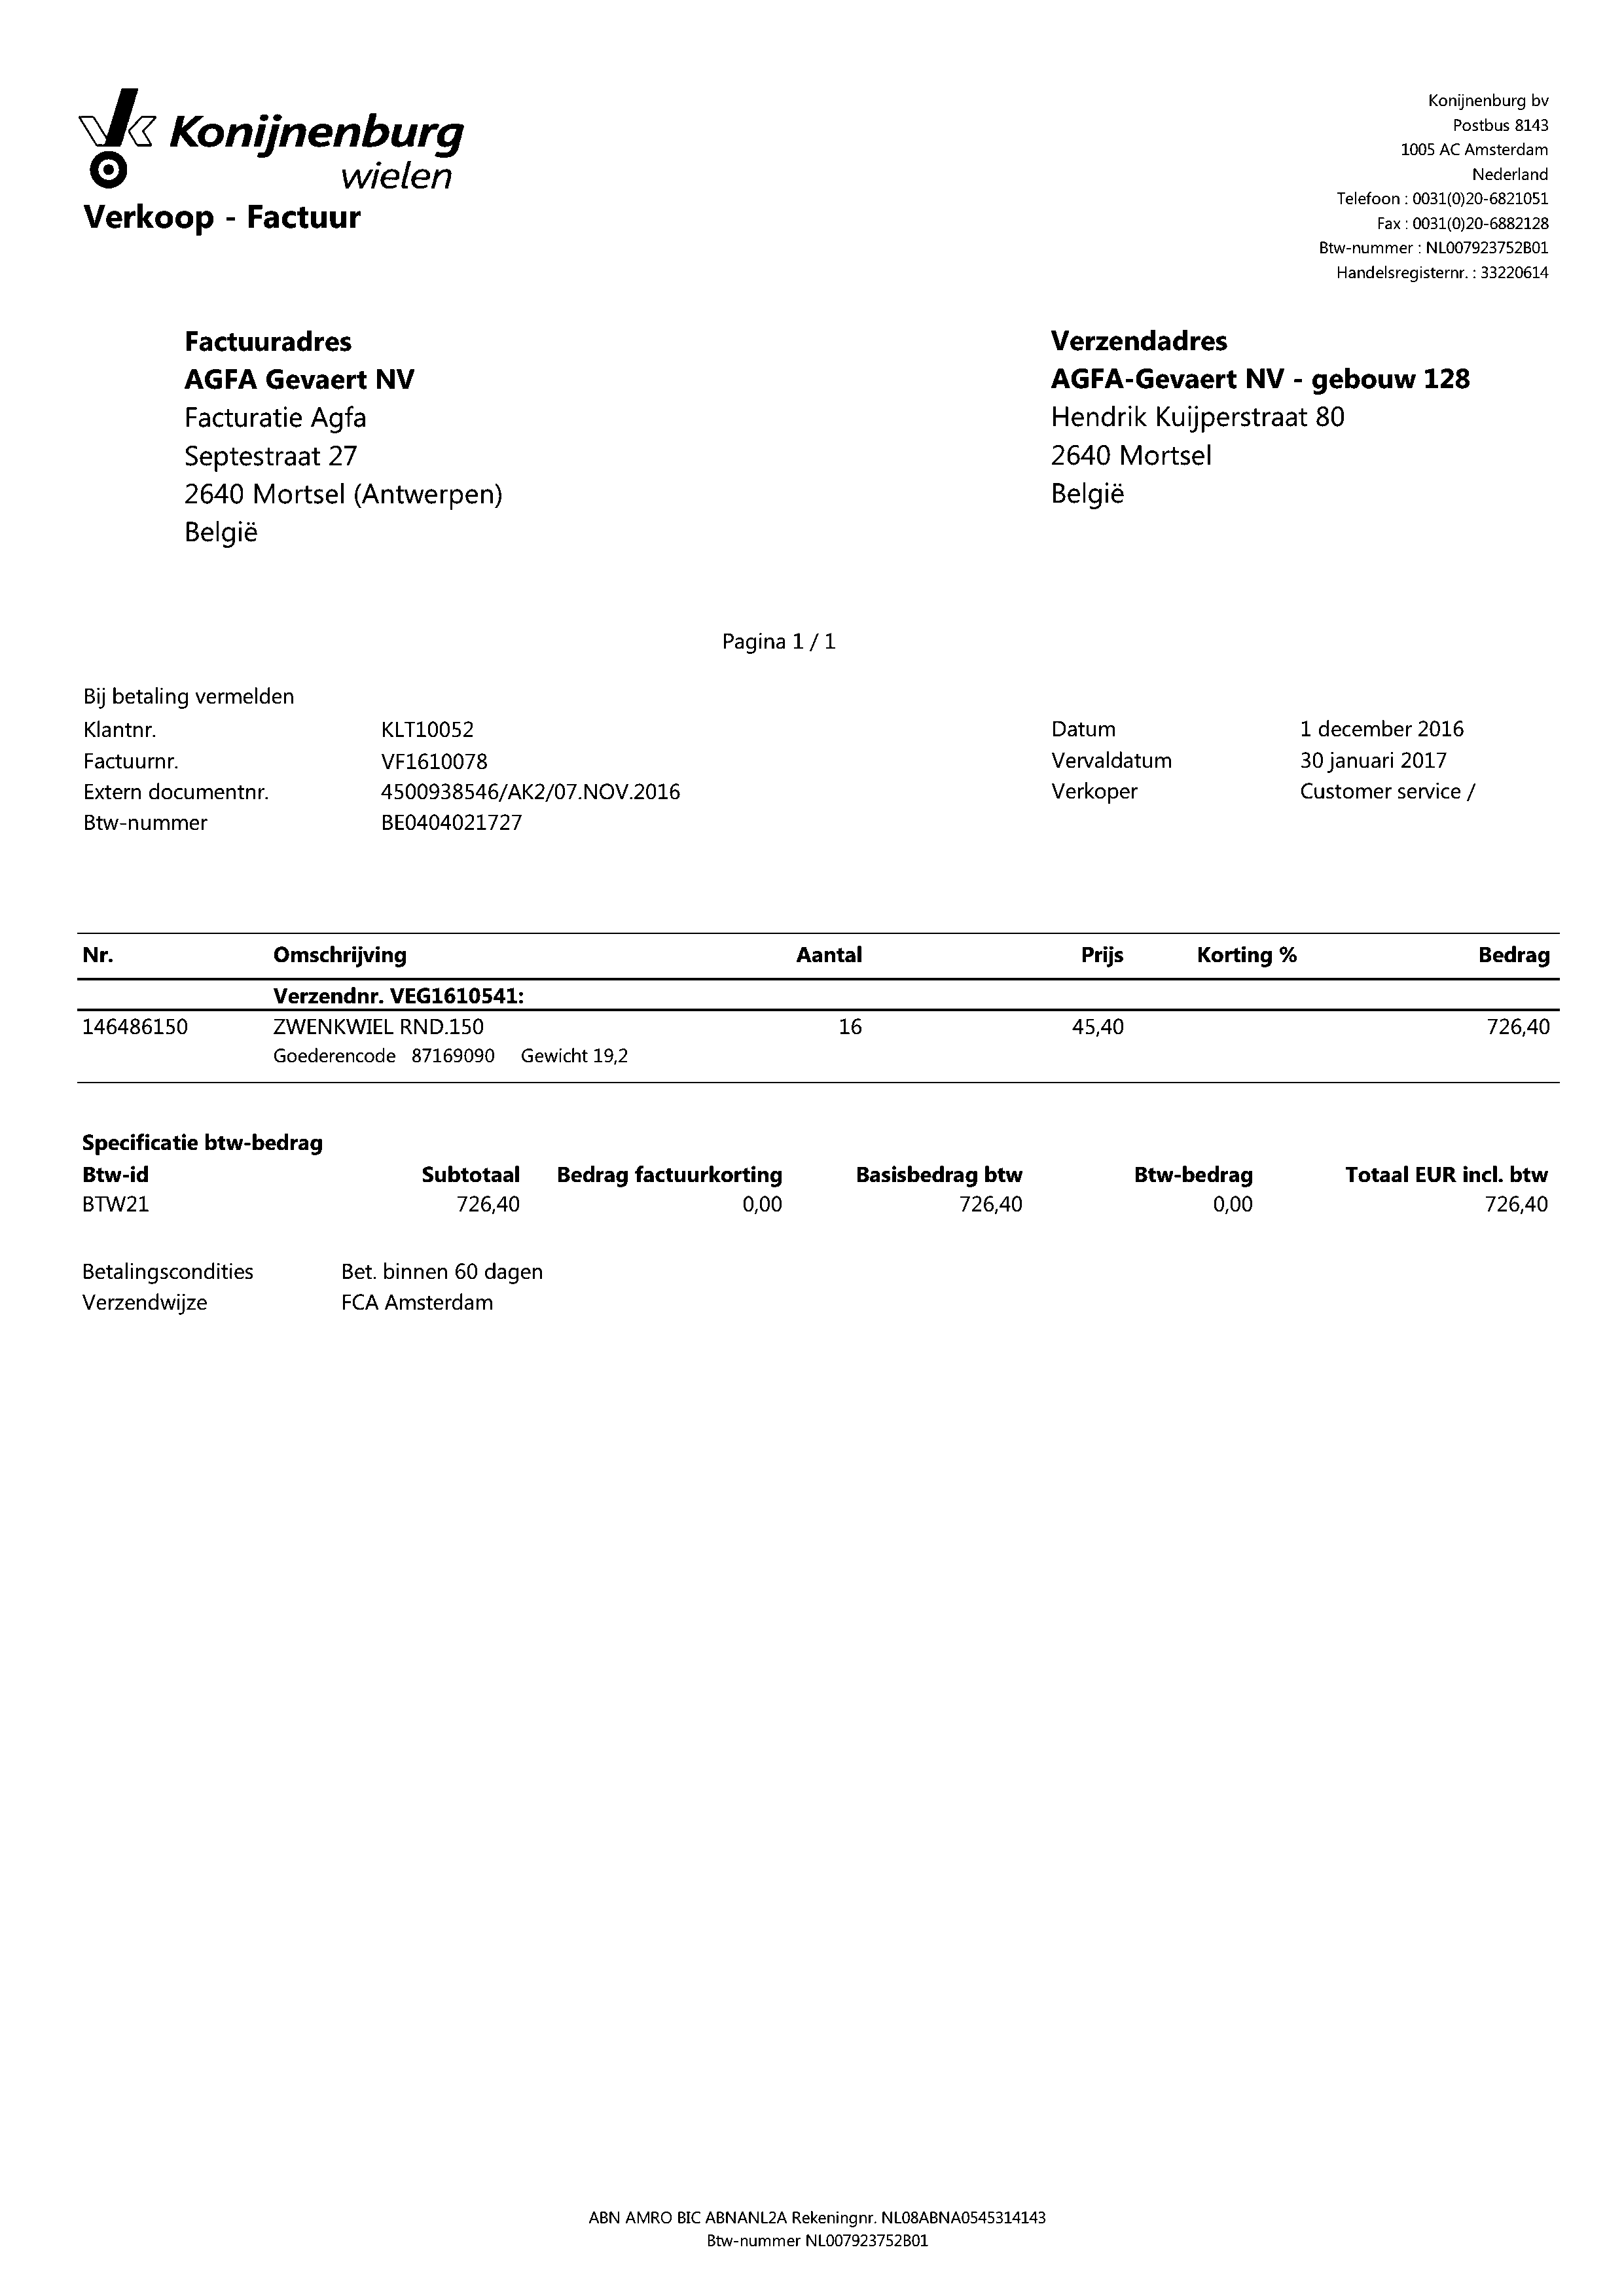 Konijnenburg
wielen
Verkoop - Factuur
Konijnenburg bv
Postbus 8143
1005 AC Amsterdam
Nederland
Telefoon : 0031(0)20-6821051
Fax : 0031(0)20-6882128
Btw-nummer : NL007923752B01
Handelsregisternr. : 33220614
Factuuradres
AGFA Gevaert NV
Facturatie Agfa
Septestraat 27
2640 Mortsel (Antwerpen)
België
Verzendadres
AGFA-Gevaert NV - gebouw 128
Hendrik Kuijperstraat 80
2640 Mortsel
België
Pagina 1 / 1
Bij betaling vermelden
Klantnr. KLT10052
Factuurnr. VF1610078
Extern documentnr. 4500938546/AK2/07.NOV.2016
Btw-nummer BE0404021727
Datum 1 december 2016
Vervaldatum 30 januari 2017
Verkoper Customer service /
Nr. Omschrijving Aantal Prijs Korting % Bedrag
Verzendnr. VEG1610541:
146486150 ZWENKWIEL RND.150 16 45,40 726,40
Goederencode 87169090 Gewicht 19,2
Specificatie btw-bedrag
Btw-id Subtotaal Bedrag factuurkorting Basisbedrag btw Btw-bedrag Totaal EUR incl. btw
BTW21 726,40 0,00 726,40 0,00 726,40
Betalingscondities Bet. binnen 60 dagen
Verzendwijze FCA Amsterdam
ABN AMRO BIC ABNANL2A Rekeningnr. NL08ABNA0545314143
Btw-nummer NL007923752B01